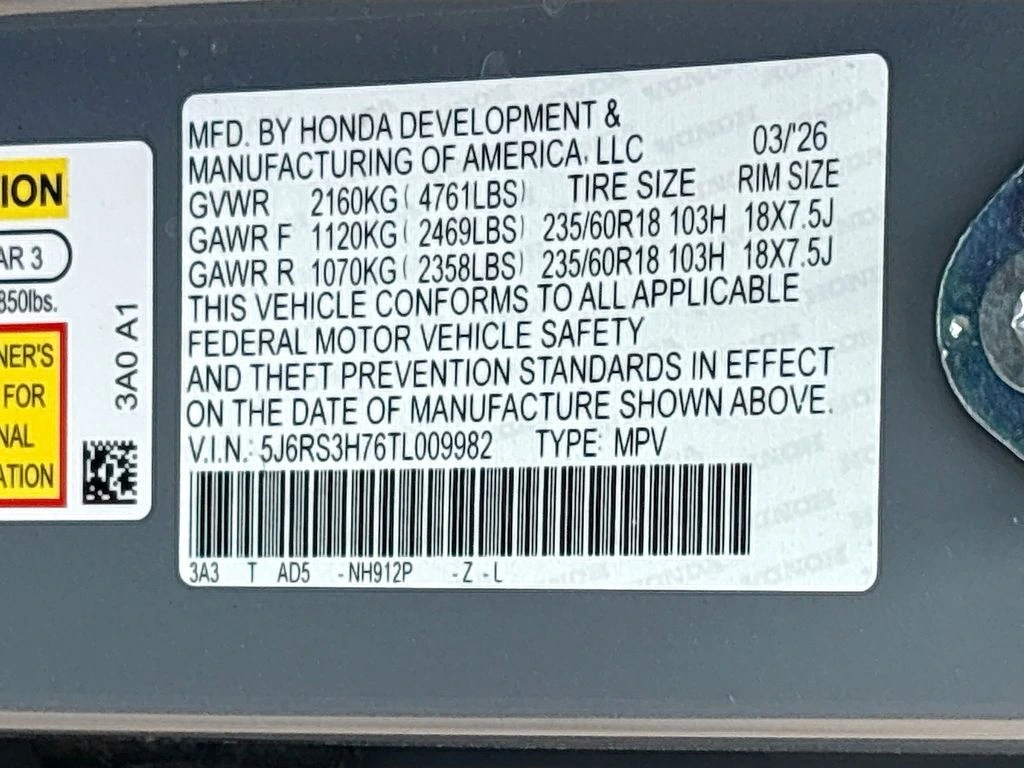 MFD. BY HONDA DEVELOPMENT &
MANUFACTURING OF AMERICA, LLC 03/'26
GVWR 2160KG ( 4761LBS) TIRE SIZE RIM SIZE
GAWR F 1120KG ( 2469LBS) 235/60R18 103H 18X7.5J
GAWR R 1070KG ( 2358LBS) 235/60R18 103H 18X7.5J
THIS VEHICLE CONFORMS TO ALL APPLICABLE
FEDERAL MOTOR VEHICLE SAFETY
AND THEFT PREVENTION STANDARDS IN EFFECT
ON THE DATE OF MANUFACTURE SHOWN ABOVE.
V.I.N.: 5J6RS3H76TL009982 TYPE: MPV
3A3 T AD5 -NH912P -Z -L
ION
AR 3
850lbs.
NER'S
FOR
NAL
ATION
3A0 A1